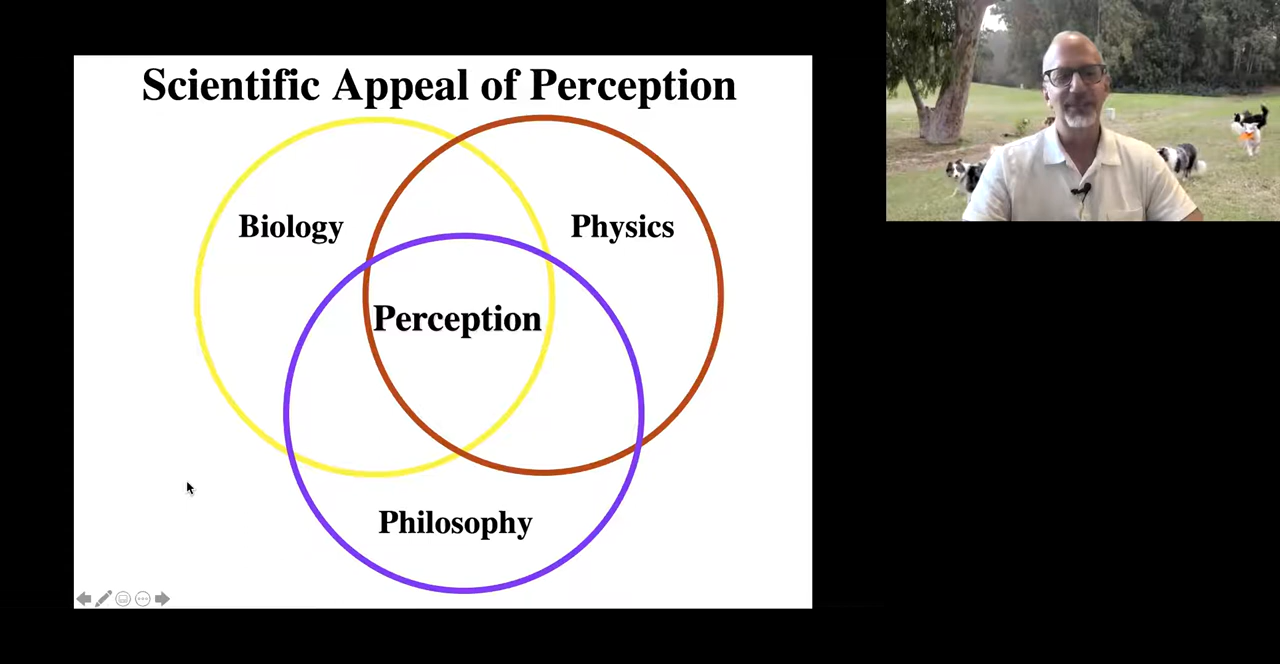 Scientific Appeal of Perception
Biology
Physics
Perception
Philosophy